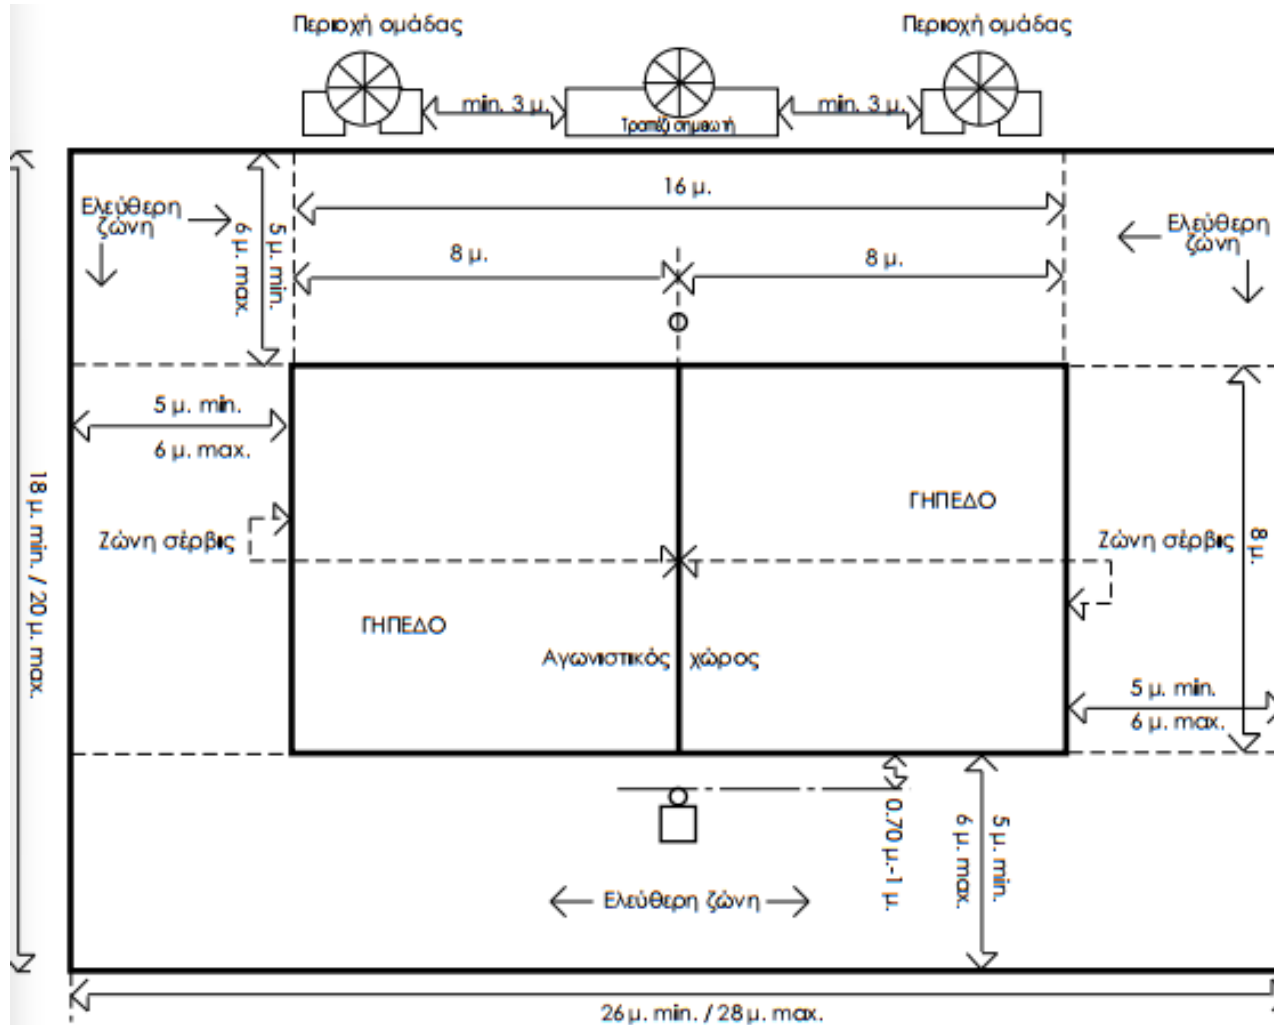 Περιοχή ομάδας
Περιοχή ομάδας
min. 3 μ.
Τραπέζι σημειωτή
min. 3 μ.
16 μ.
Ελεύθερη
ζώνη
5 μ. min.
6 μ. max.
Ελεύθερη
ζώνη
8 μ.
8 μ.
5 μ. min.
6 μ. max.
18 μ. min. / 20 μ. max.
ΓΗΠΕΔΟ
Ζώνη σέρβις
Ζώνη σέρβις
8 μ.
ΓΗΠΕΔΟ
Αγωνιστικός χώρος
5 μ. min.
6 μ. max.
0.70 μ.-1 μ.
5 μ. min.
6 μ. max.
Ελεύθερη ζώνη
26 μ. min. / 28 μ. max.